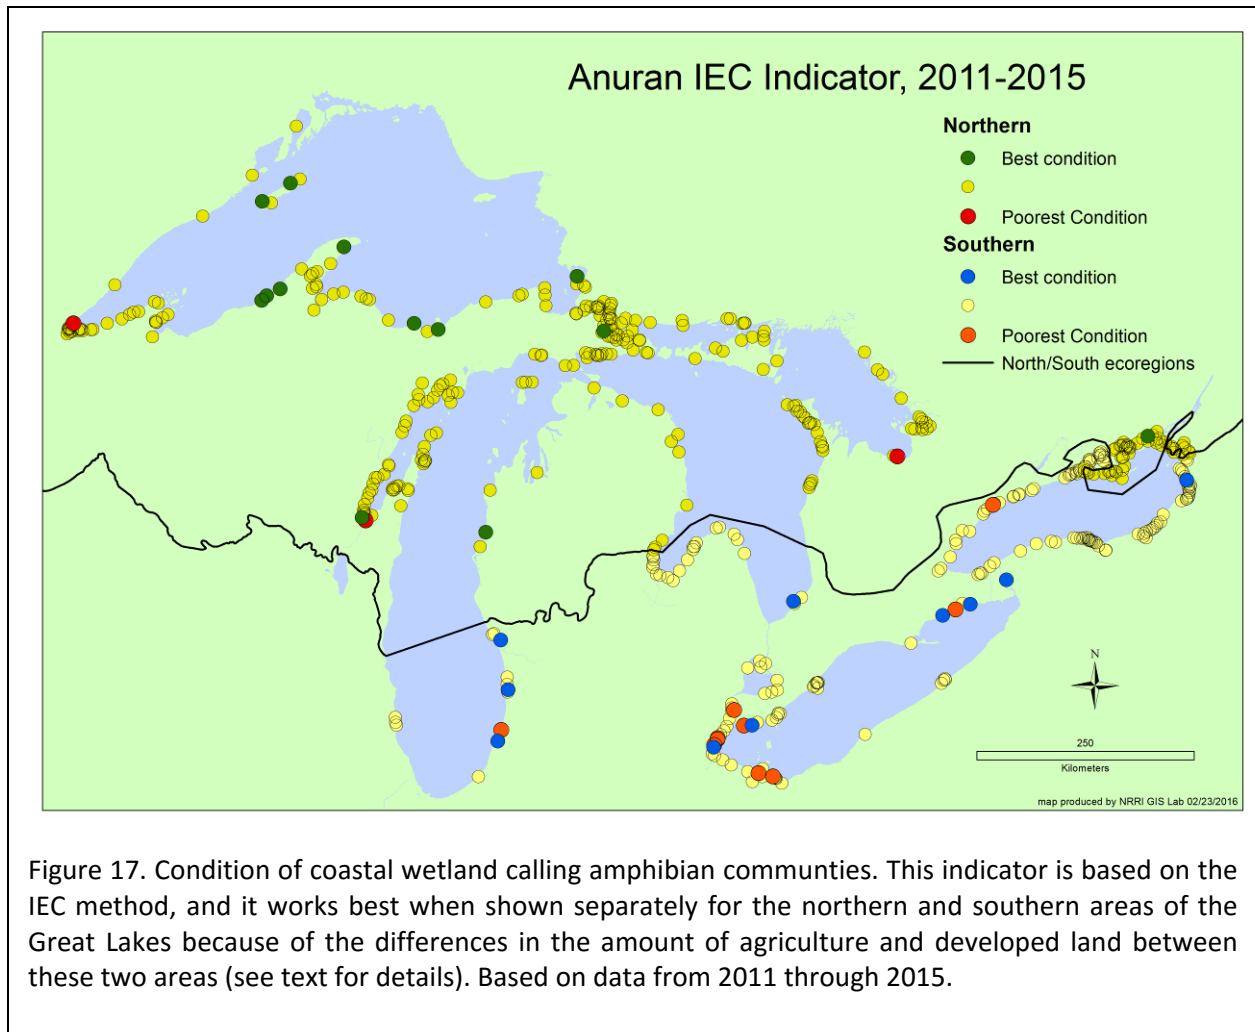 Anuran IEC Indicator, 2011-2015
Northern
Best condition
Poorest Condition
Southern
Best condition
Poorest Condition
North/South ecoregions
N
250
Kilometers
map produced by NRRI GIS Lab 02/23/2016
Figure 17. Condition of coastal wetland calling amphibian communties. This indicator is based on the
IEC method, and it works best when shown separately for the northern and southern areas of the
Great Lakes because of the differences in the amount of agriculture and developed land between
these two areas (see text for details). Based on data from 2011 through 2015.